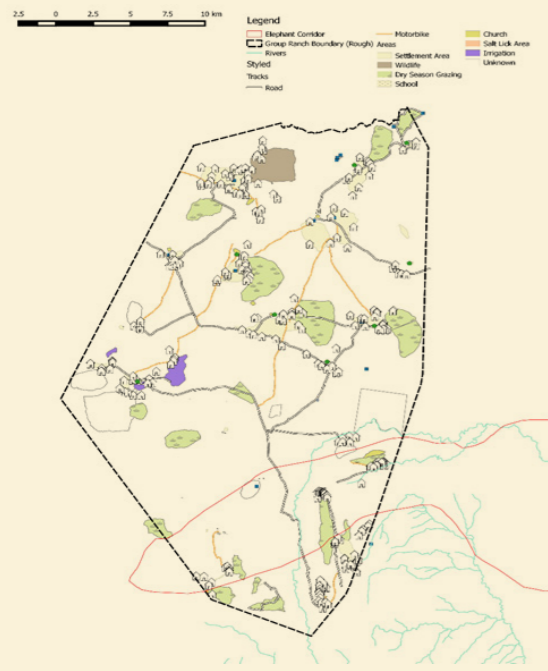 2.5 0 2.5 5 7.5 10 km
Legend
Elephant Corridor
Group Ranch Boundary (Rough)
Rivers
Styled
Tracks
Road
Motorbike
Areas
Settlement Area
Wildlife
Dry Season Grazing
School
Church
Salt Lick Area
Irrigation
Unknown